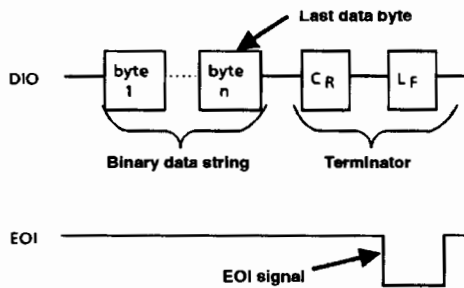 Last data byte
DIO
byte
1
byte
n
CR
LF
Binary data string
Terminator
EOI
EOI signal